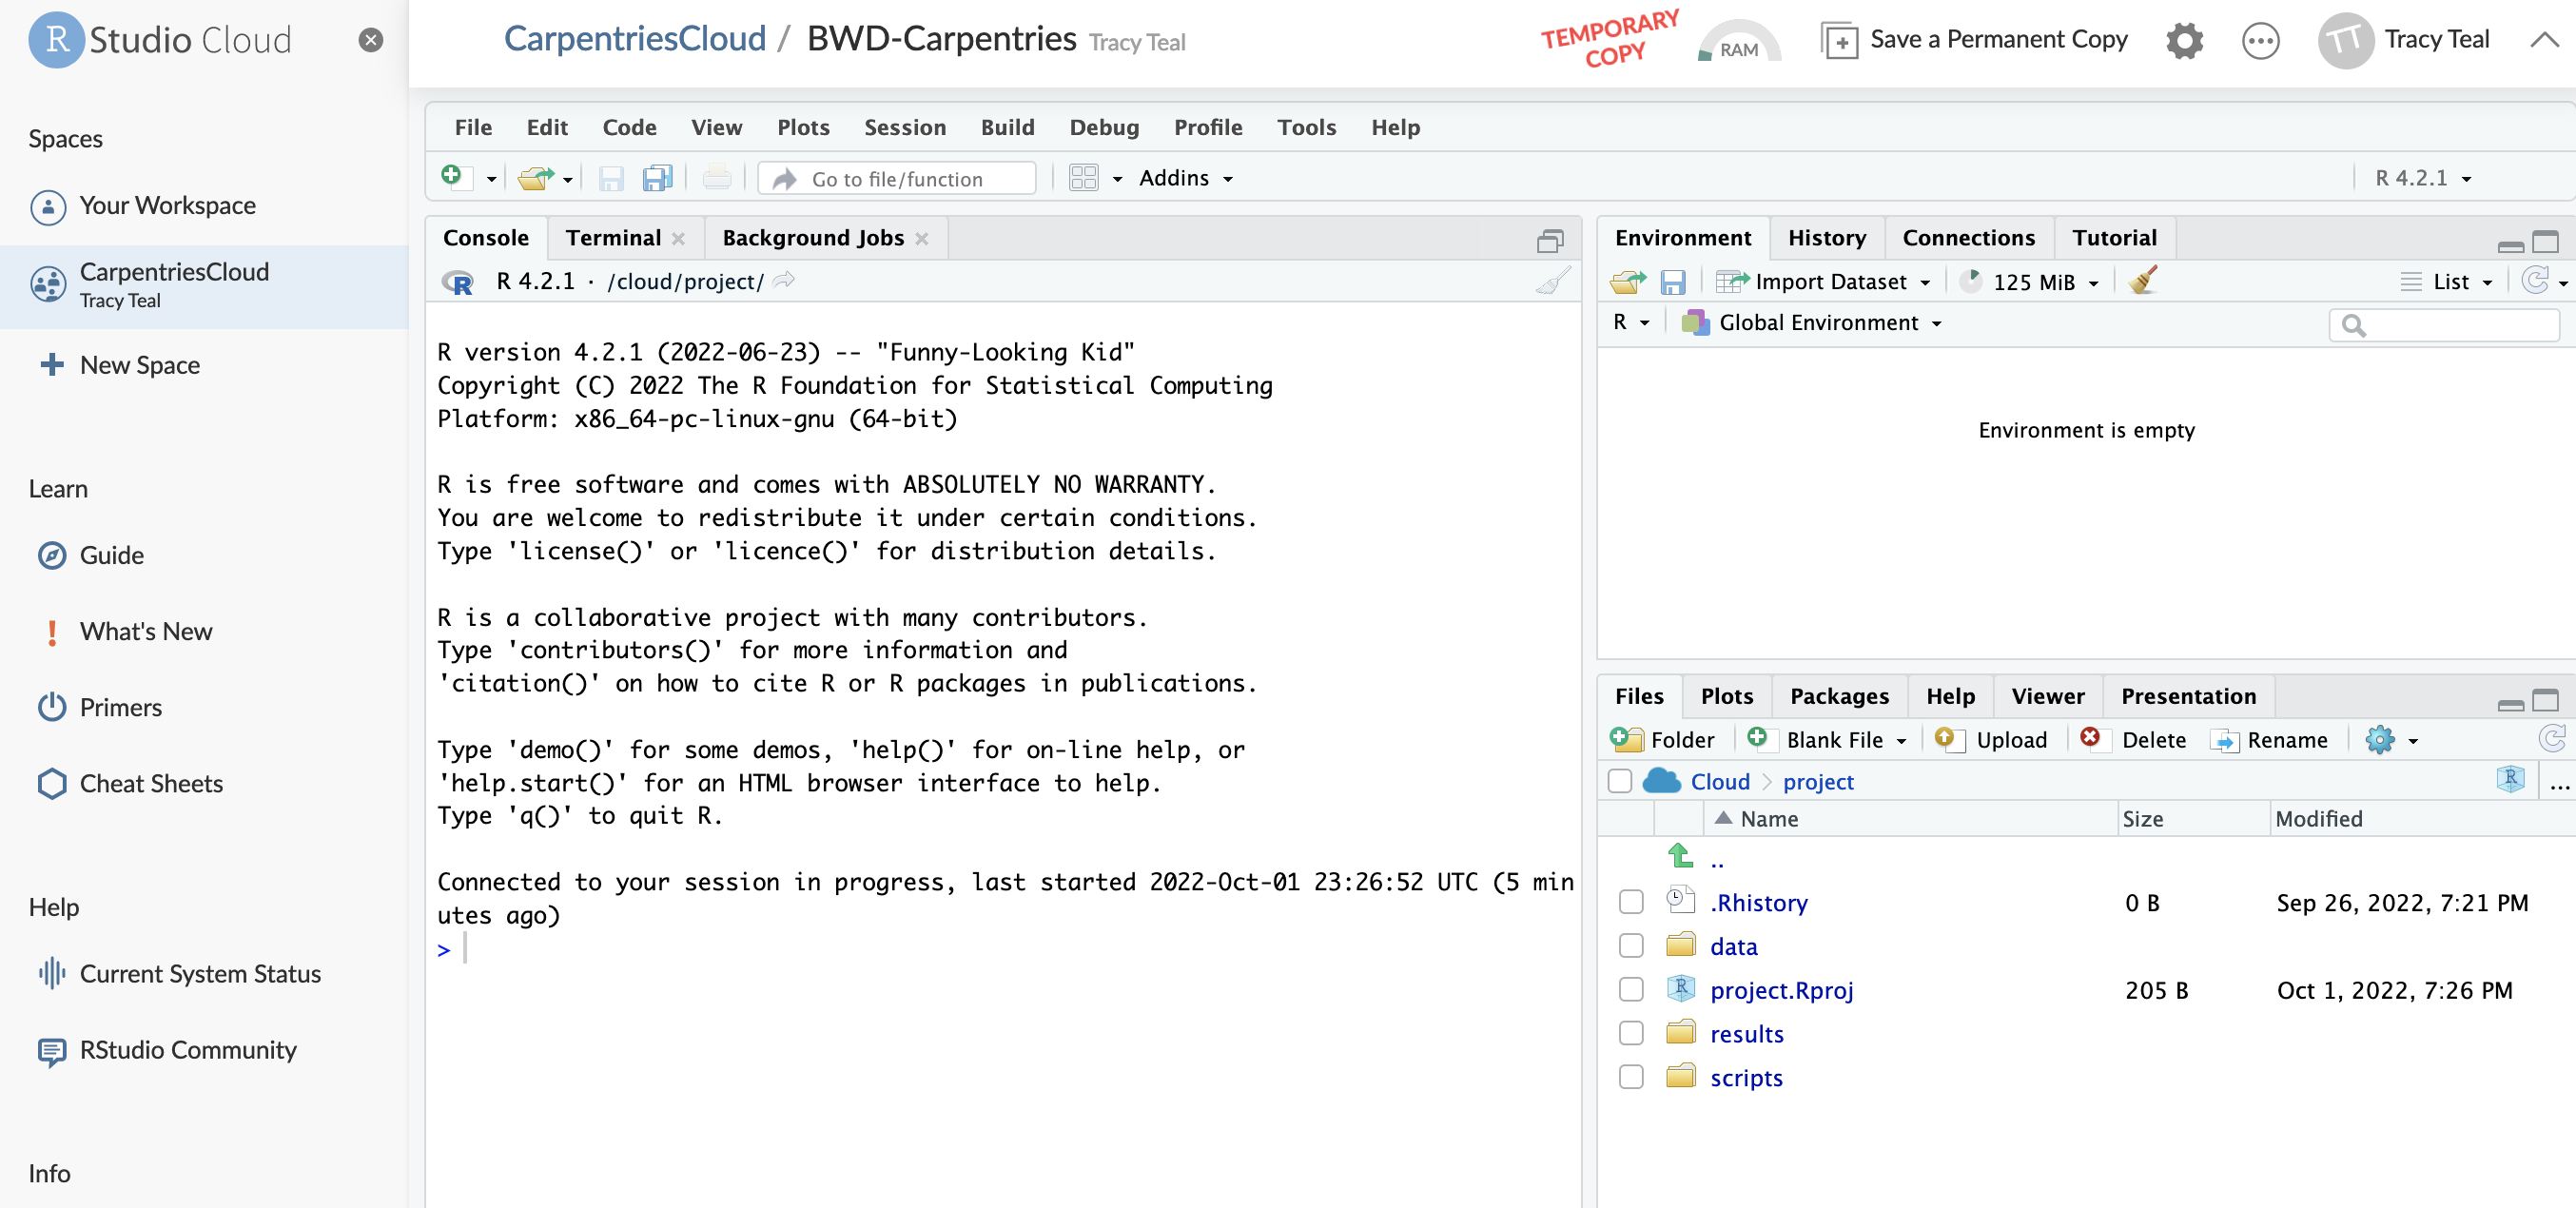 R Studio Cloud
Spaces
Your Workspace
CarpentriesCloud
Tracy Teal
New Space
Learn
Guide
What's New
Primers
Cheat Sheets
Help
Current System Status
RStudio Community
Info
CarpentriesCloud / BWD-Carpentries Tracy Teal
TEMPORARY
COPY
RAM
Save a Permanent Copy
TT
Tracy Teal
File Edit Code View Plots Session Build Debug Profile Tools Help
Go to file/function
Addins
R 4.2.1
Console Terminal Background Jobs
R 4.2.1 · /cloud/project/
R version 4.2.1 (2022-06-23) -- "Funny-Looking Kid"
Copyright (C) 2022 The R Foundation for Statistical Computing
Platform: x86_64-pc-linux-gnu (64-bit)
R is free software and comes with ABSOLUTELY NO WARRANTY.
You are welcome to redistribute it under certain conditions.
Type 'license()' or 'licence()' for distribution details.
R is a collaborative project with many contributors.
Type 'contributors()' for more information and
'citation()' on how to cite R or R packages in publications.
Type 'demo()' for some demos, 'help()' for on-line help, or
'help.start()' for an HTML browser interface to help.
Type 'q()' to quit R.
Connected to your session in progress, last started 2022-Oct-01 23:26:52 UTC (5 min
utes ago)
>
Environment History Connections Tutorial
Import Dataset 125 MiB List
R Global Environment
Environment is empty
Files Plots Packages Help Viewer Presentation
Folder Blank File Upload Delete Rename
Cloud project ...
Name Size Modified
..
.Rhistory 0 B Sep 26, 2022, 7:21 PM
data
project.Rproj 205 B Oct 1, 2022, 7:26 PM
results
scripts